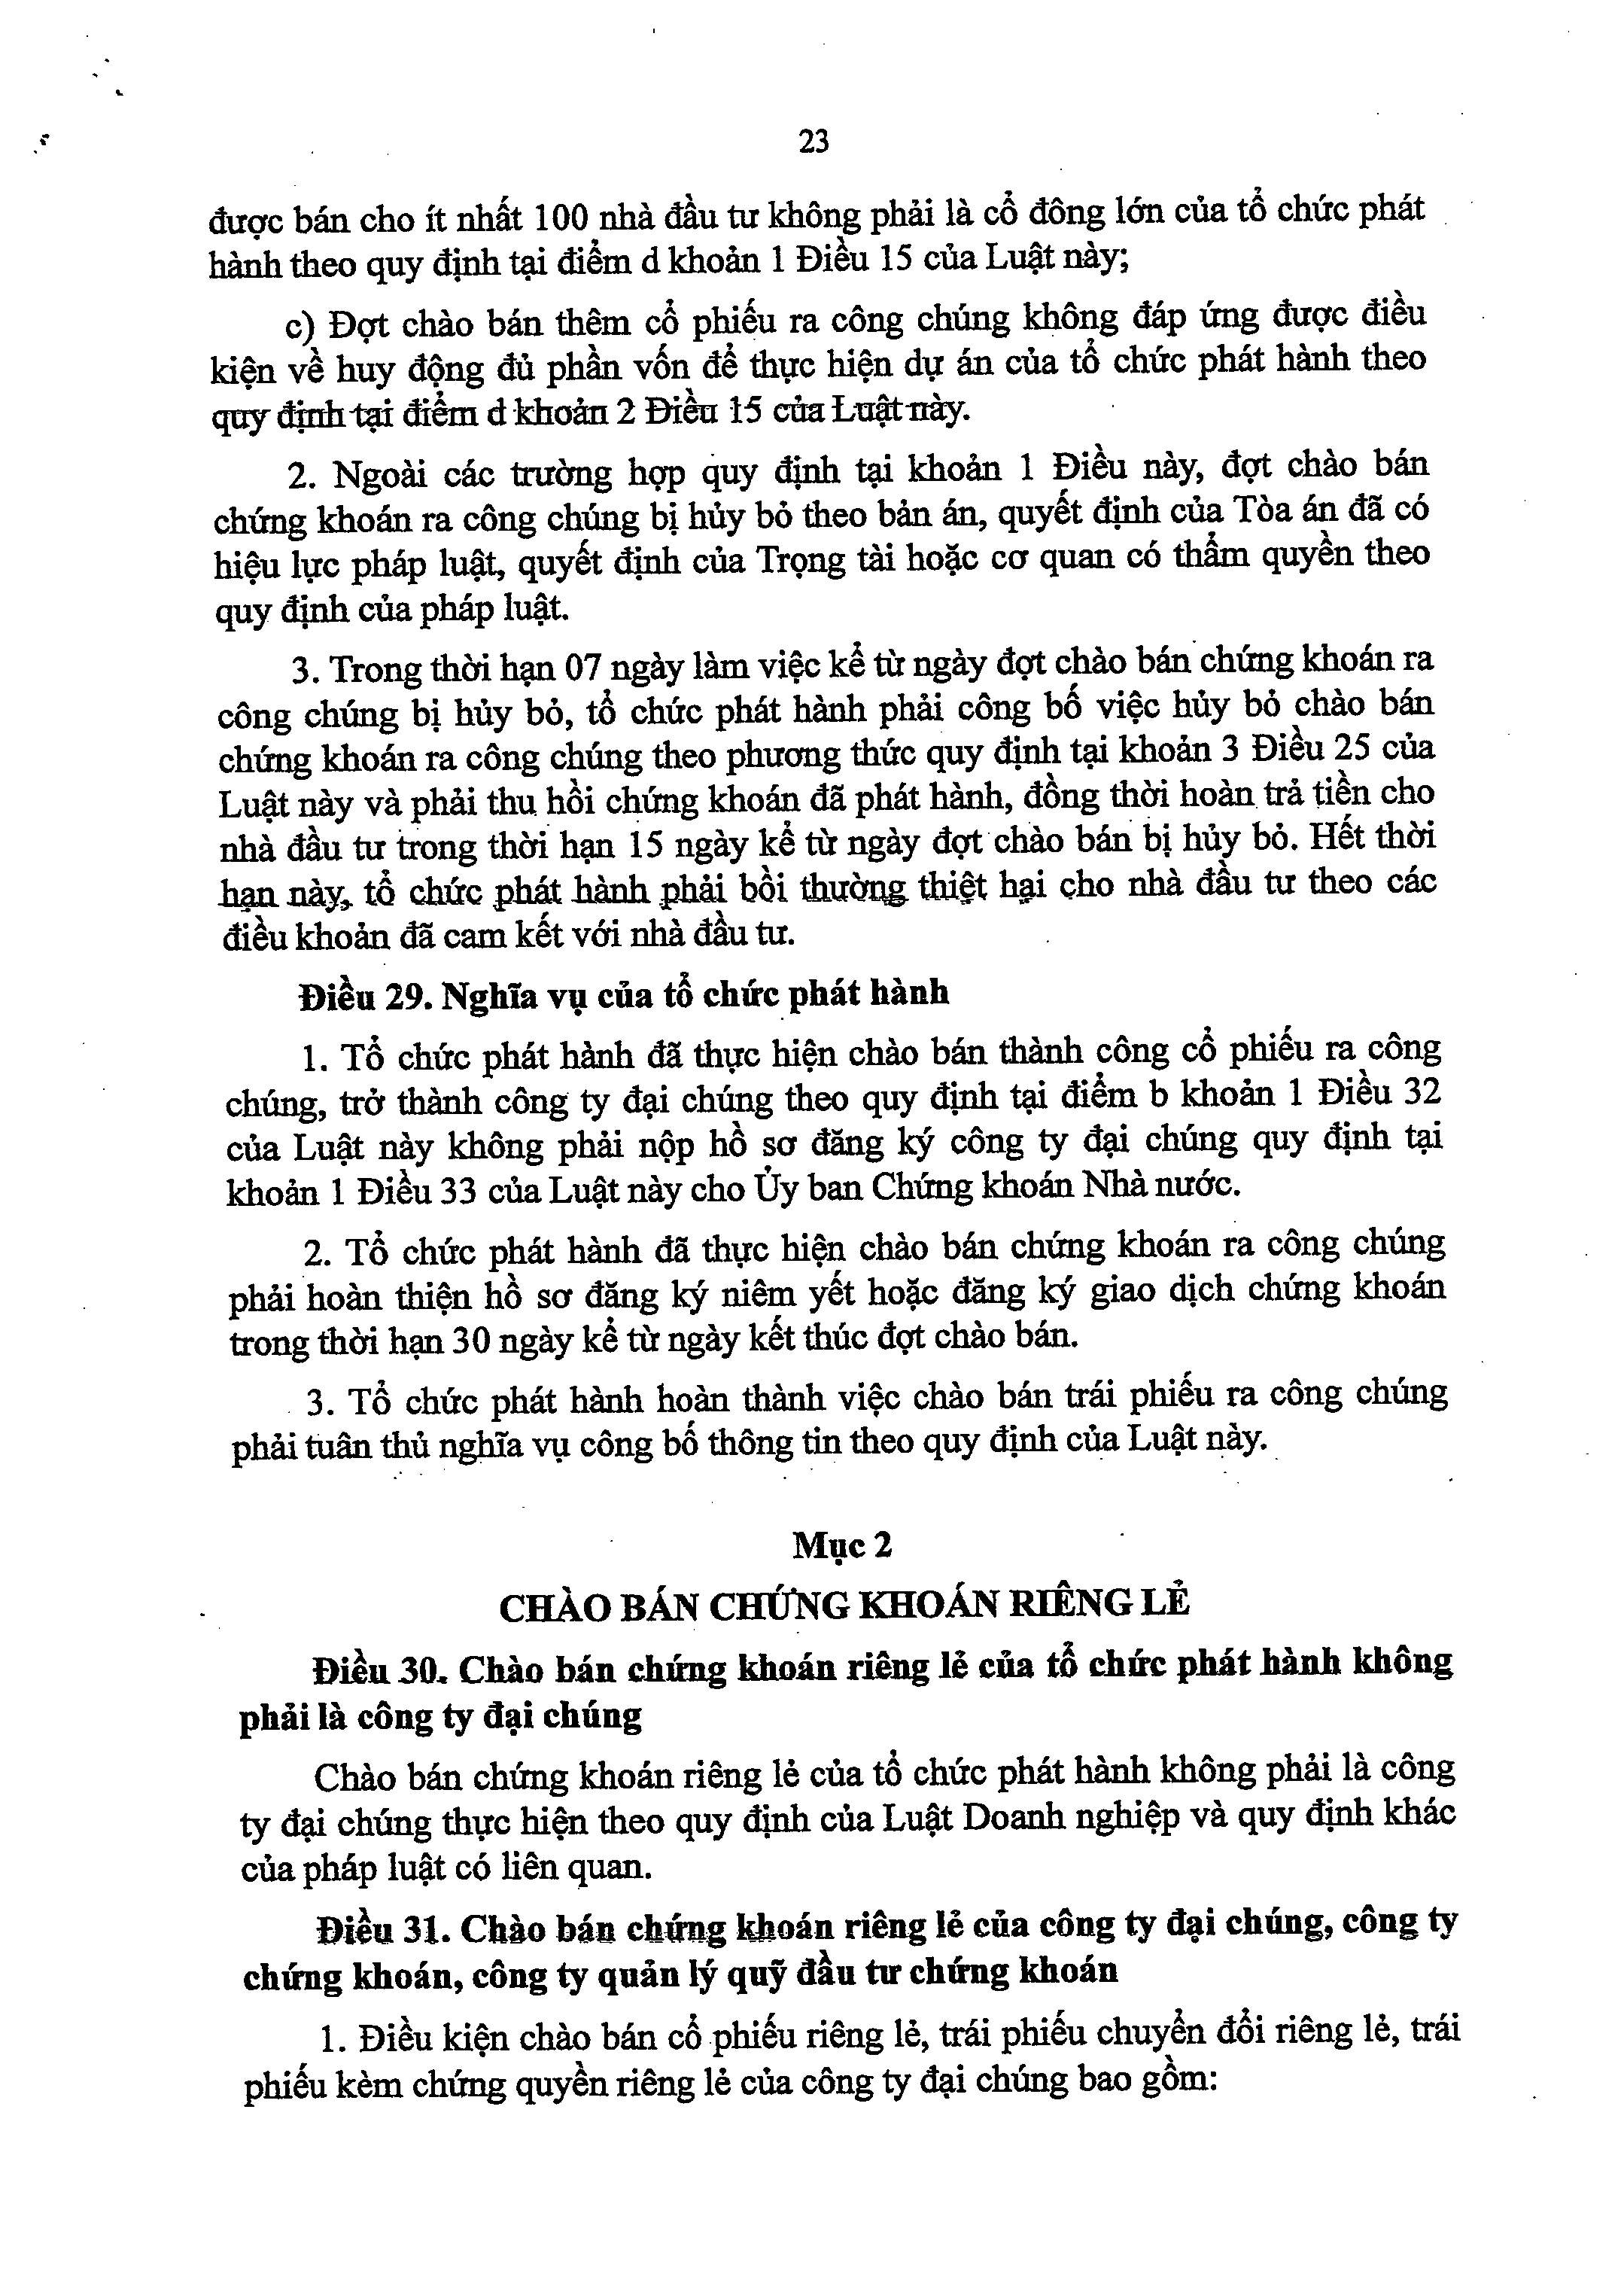 23
được bán cho ít nhất 100 nhà đầu tư không phải là cổ đông lớn của tổ chức phát
hành theo quy định tại điểm d khoản 1 Điều 15 của Luật này;
c) Đợt chào bán thêm cổ phiếu ra công chúng không đáp ứng được điều
kiện về huy động đủ phần vốn để thực hiện dự án của tổ chức phát hành theo
quy định tại điểm d khoản 2 Điều 15 của Luật này.
2. Ngoài các trường hợp quy định tại khoản 1 Điều này, đợt chào bán
chứng khoán ra công chúng bị hủy bỏ theo bản án, quyết định của Tòa án đã có
hiệu lực pháp luật, quyết định của Trọng tài hoặc cơ quan có thẩm quyền theo
quy định của pháp luật.
3. Trong thời hạn 07 ngày làm việc kể từ ngày đợt chào bán chứng khoán ra
công chúng bị hủy bỏ, tổ chức phát hành phải công bố việc hủy bỏ chào bán
chứng khoán ra công chúng theo phương thức quy định tại khoản 3 Điều 25 của
Luật này và phải thu hồi chứng khoán đã phát hành, đồng thời hoàn trả tiền cho
nhà đầu tư trong thời hạn 15 ngày kể từ ngày đợt chào bán bị hủy bỏ. Hết thời
hạn này, tổ chức phát hành phải bồi thường thiệt hại cho nhà đầu tư theo các
điều khoản đã cam kết với nhà đầu tư.
Điều 29. Nghĩa vụ của tổ chức phát hành
1. Tổ chức phát hành đã thực hiện chào bán thành công cổ phiếu ra công
chúng, trở thành công ty đại chúng theo quy định tại điểm b khoản 1 Điều 32
của Luật này không phải nộp hồ sơ đăng ký công ty đại chúng quy định tại
khoản 1 Điều 33 của Luật này cho Ủy ban Chứng khoán Nhà nước.
2. Tổ chức phát hành đã thực hiện chào bán chứng khoán ra công chúng
phải hoàn thiện hồ sơ đăng ký niêm yết hoặc đăng ký giao dịch chứng khoán
trong thời hạn 30 ngày kể từ ngày kết thúc đợt chào bán.
3. Tổ chức phát hành hoàn thành việc chào bán trái phiếu ra công chúng
phải tuân thủ nghĩa vụ công bố thông tin theo quy định của Luật này.
Mục 2
CHÀO BÁN CHỨNG KHOÁN RIÊNG LẺ
Điều 30. Chào bán chứng khoán riêng lẻ của tổ chức phát hành không
phải là công ty đại chúng
Chào bán chứng khoán riêng lẻ của tổ chức phát hành không phải là công
ty đại chúng thực hiện theo quy định của Luật Doanh nghiệp và quy định khác
của pháp luật có liên quan.
Điều 31. Chào bán chứng khoán riêng lẻ của công ty đại chúng, công ty
chứng khoán, công ty quản lý quỹ đầu tư chứng khoán
1. Điều kiện chào bán cổ phiếu riêng lẻ, trái phiếu chuyển đổi riêng lẻ, trái
phiếu kèm chứng quyền riêng lẻ của công ty đại chúng bao gồm: